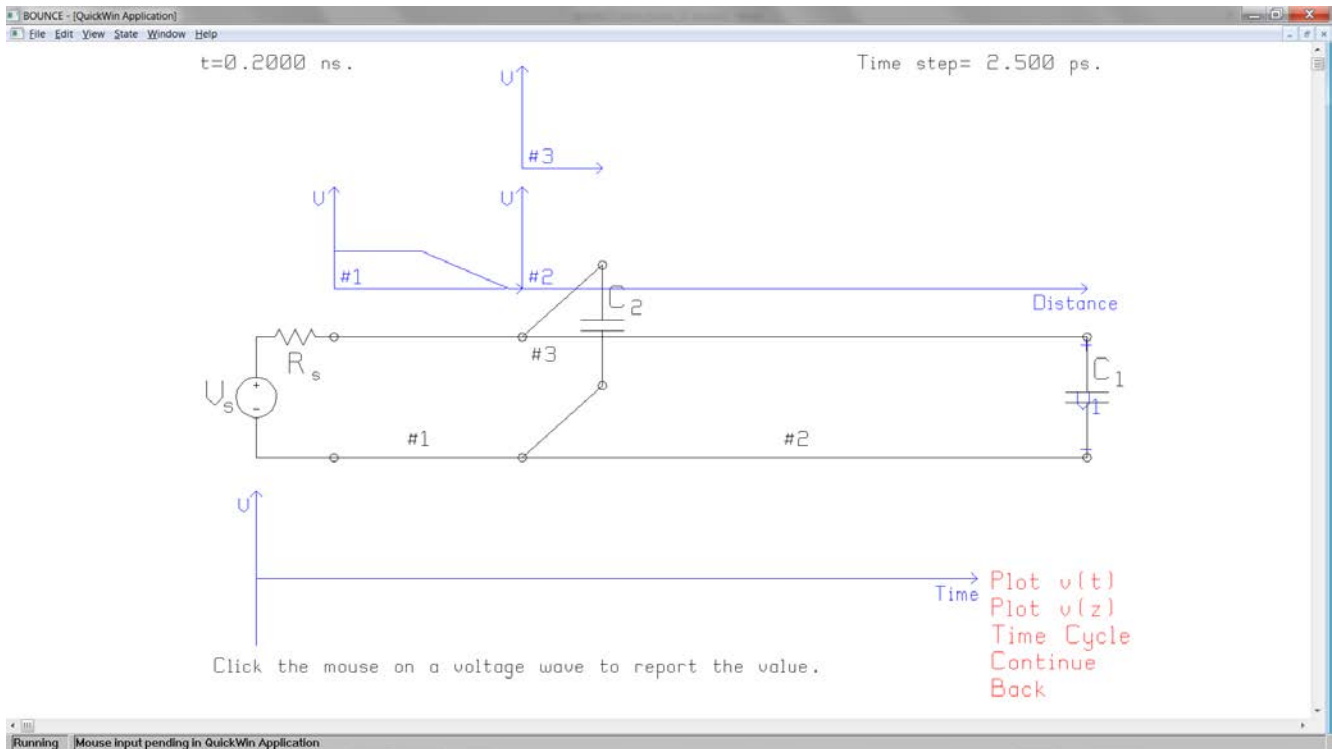 BOUNCE - [QuickWin Application]
File Edit View State Window Help
t=0.2000 ns.
Time step= 2.500 ps.
V
#3
V
V
#1
#2
Distance
C2
Rs
#3
C1
Vs
+
-
+
V1
-
#1
#2
V
Time
Plot v(t)
Plot v(z)
Time Cycle
Continue
Back
Click the mouse on a voltage wave to report the value.
Running Mouse input pending in QuickWin Application